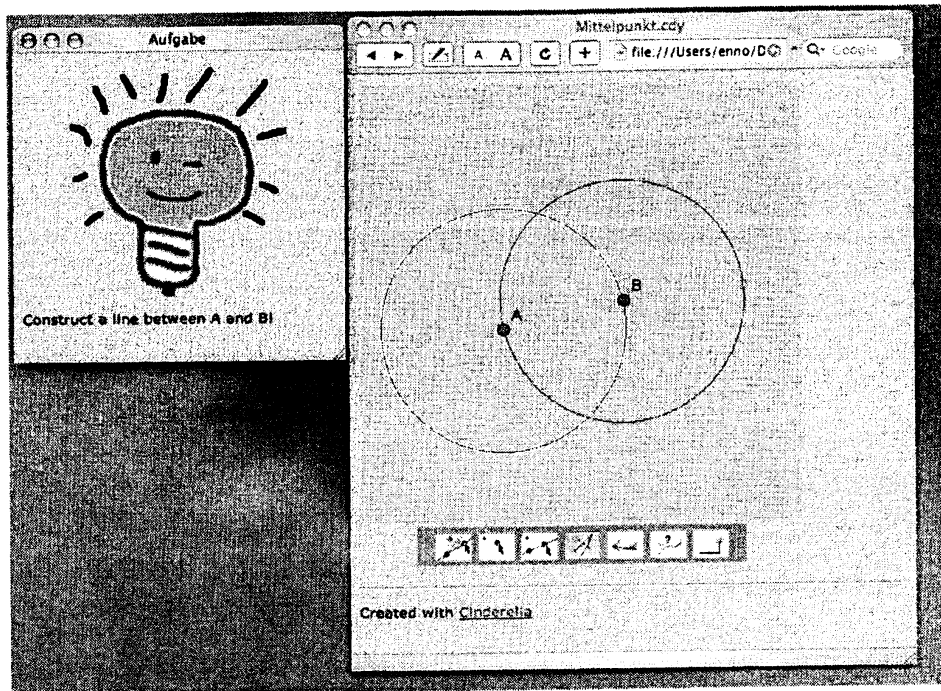 Aufgabe
Construct a line between A and B!
Mittelpunkt.cdy
A A
file:///Users/enno/D
Google
B
A
Created with Cinderella